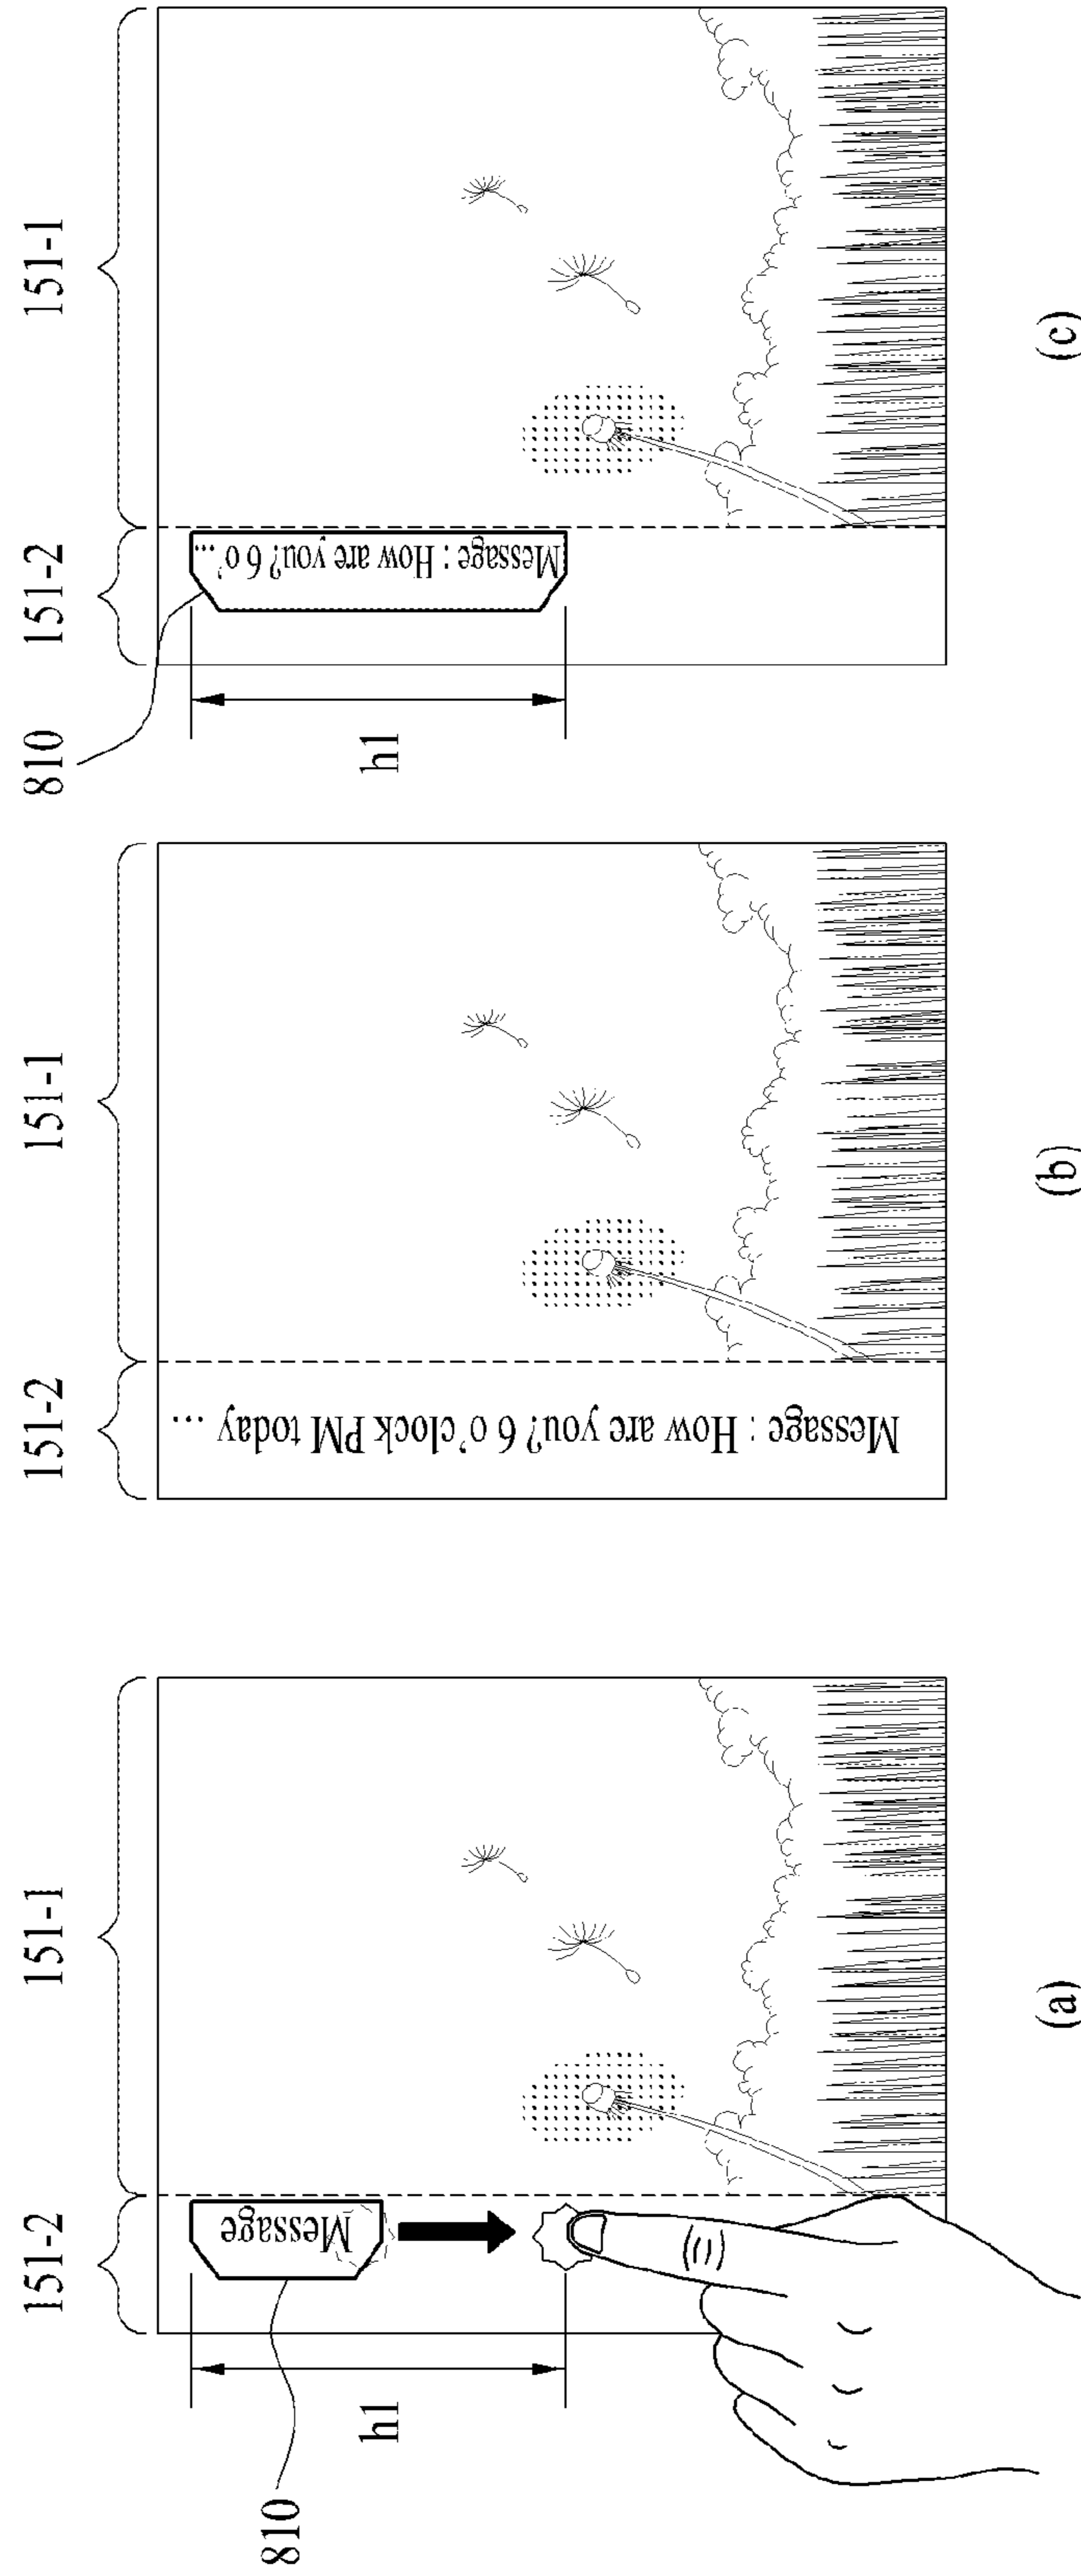 151-2
151-1
810
Message
h1
(a)
151-2
151-1
Message : How are you? 6 o'clock PM today ...
(b)
151-2
151-1
810
Message : How are you? 6 o' ...
h1
(c)